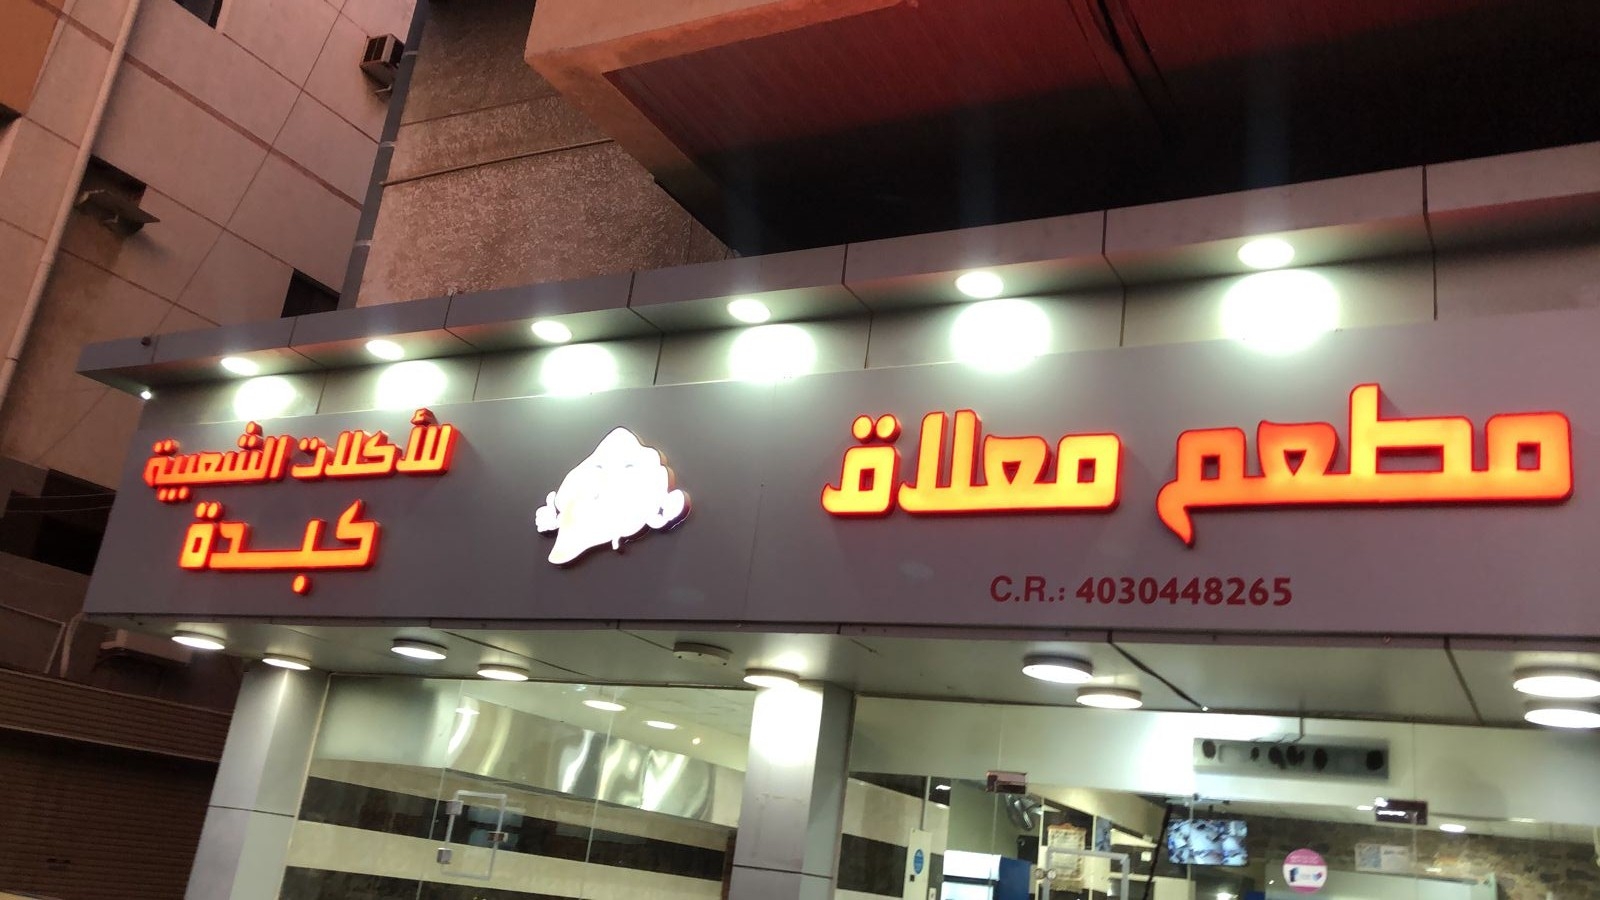 مطعم معلاق
للأكلات الشعبية
كبدة
C.R.: 4030448265